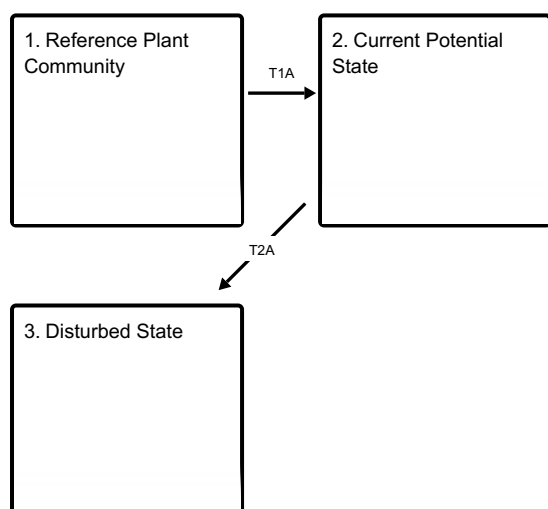 1. Reference Plant
Community
T1A
2. Current Potential
State
T2A
3. Disturbed State